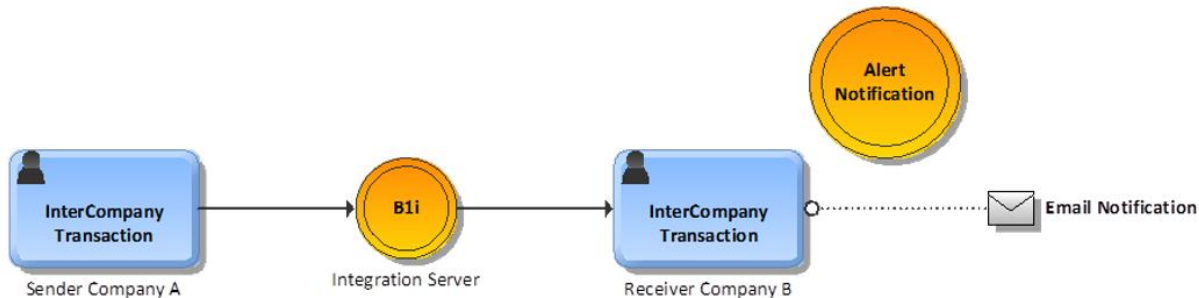 Alert
Notification
InterCompany
Transaction
Sender Company A
B1i
Integration Server
InterCompany
Transaction
Receiver Company B
Email Notification